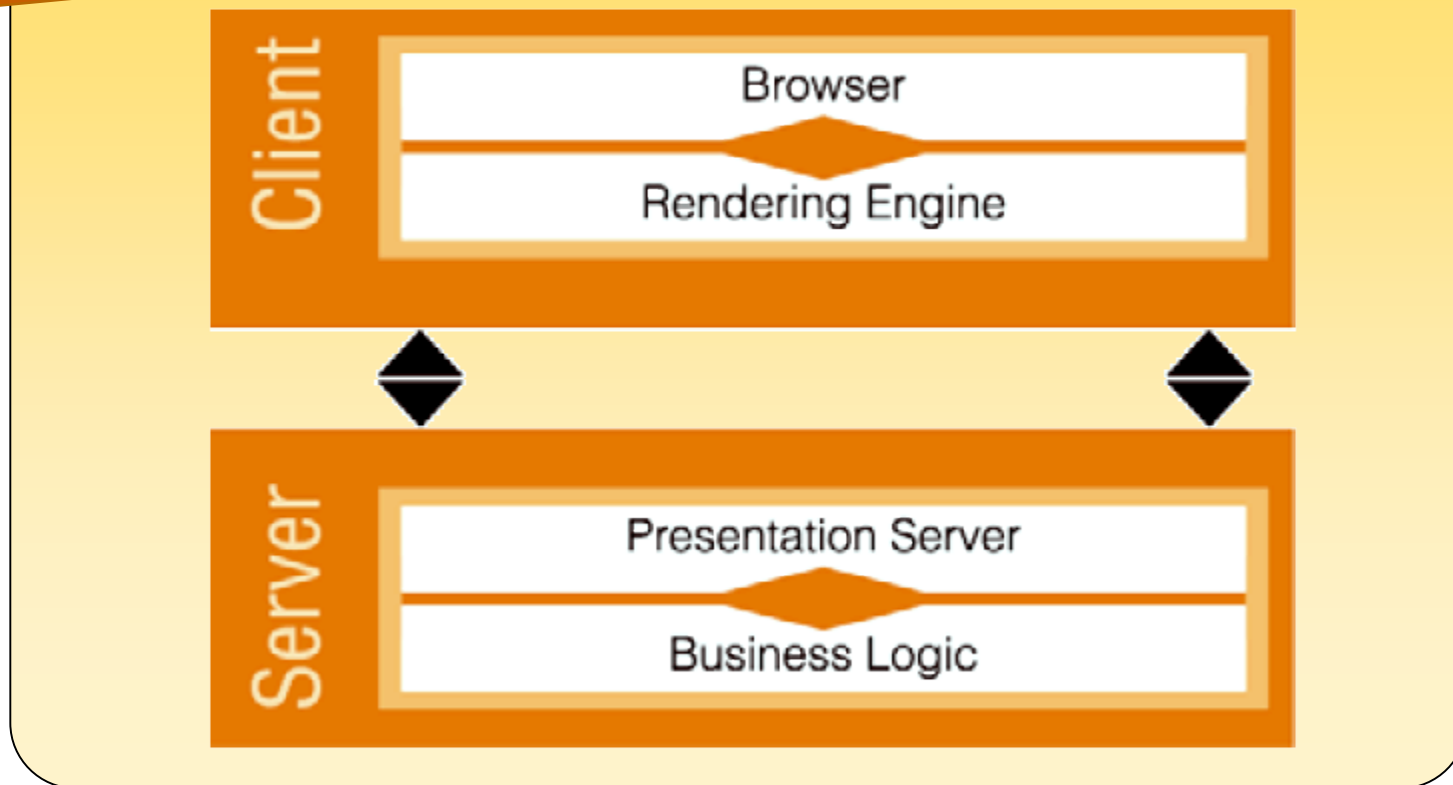 Client
Browser
Rendering Engine
Server
Presentation Server
Business Logic